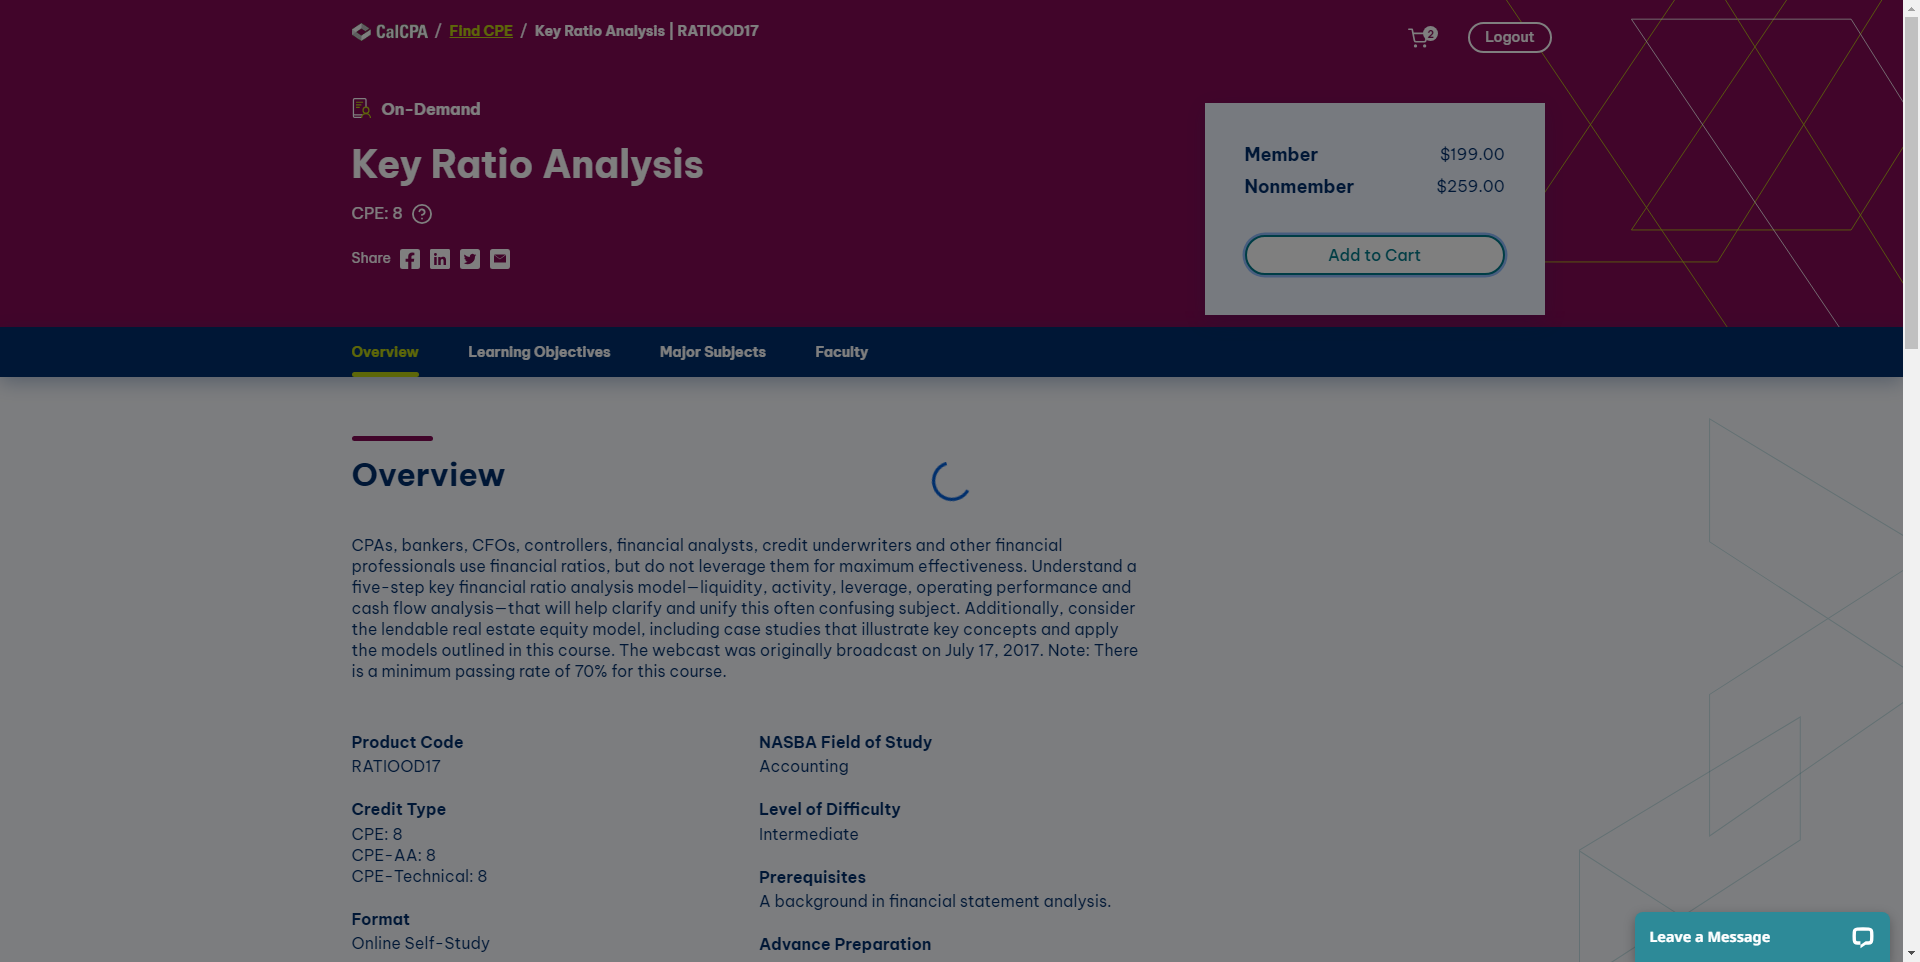 CalCPA / Find CPE / Key Ratio Analysis | RATIOOD17
2
Logout
On-Demand
Key Ratio Analysis
CPE: 8 ?
Share
Member $199.00
Nonmember $259.00
Add to Cart
Overview Learning Objectives Major Subjects Faculty
Overview
CPAs, bankers, CFOs, controllers, financial analysts, credit underwriters and other financial
professionals use financial ratios, but do not leverage them for maximum effectiveness. Understand a
five-step key financial ratio analysis model—liquidity, activity, leverage, operating performance and
cash flow analysis—that will help clarify and unify this often confusing subject. Additionally, consider
the lendable real estate equity model, including case studies that illustrate key concepts and apply
the models outlined in this course. The webcast was originally broadcast on July 17, 2017. Note: There
is a minimum passing rate of 70% for this course.
Product Code
RATIOOD17
Credit Type
CPE: 8
CPE-AA: 8
CPE-Technical: 8
Format
Online Self-Study
NASBA Field of Study
Accounting
Level of Difficulty
Intermediate
Prerequisites
A background in financial statement analysis.
Advance Preparation
Leave a Message